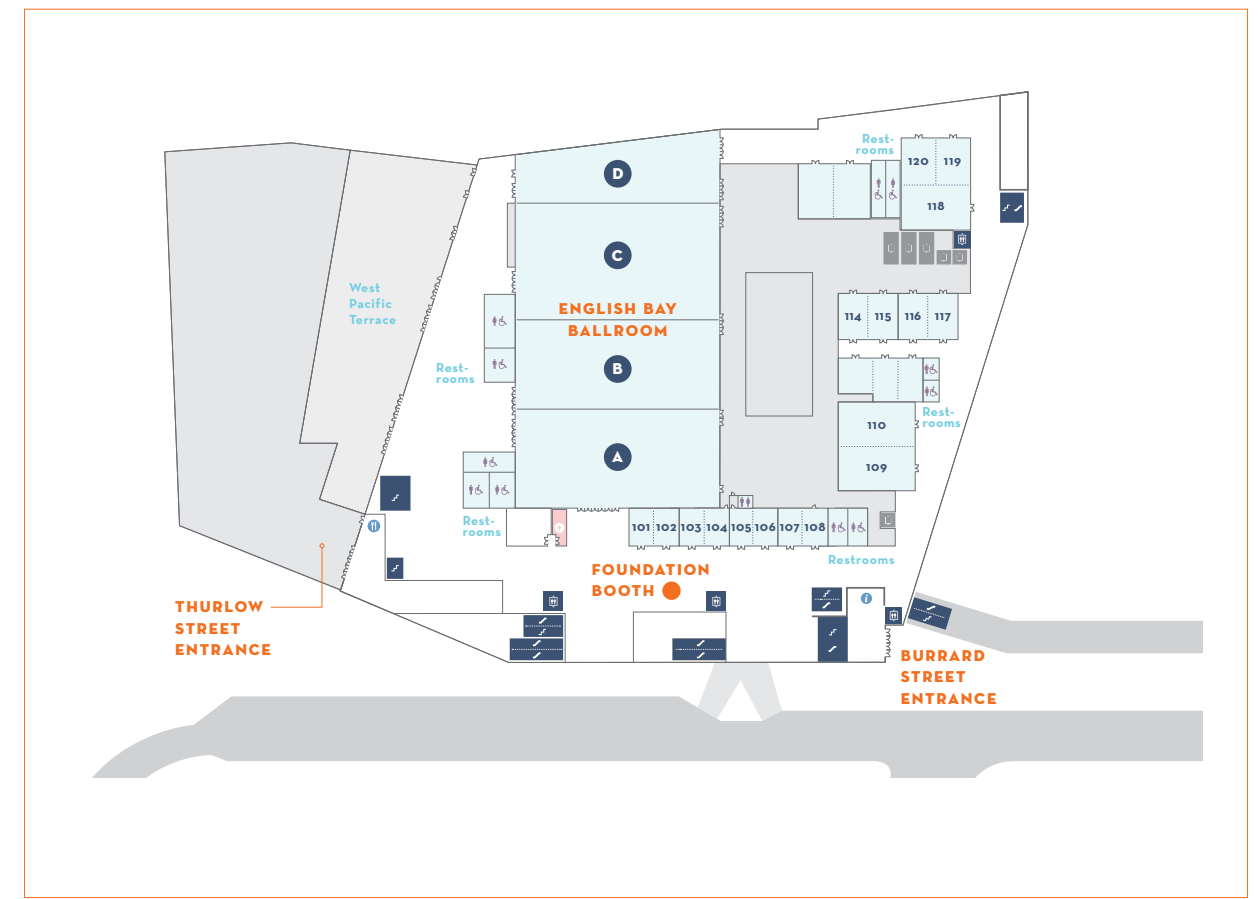 D
Rest-
rooms
120
119
118
C
West
Pacific
Terrace
ENGLISH BAY
BALLROOM
114
115
116
117
B
Rest-
rooms
Rest-
rooms
110
A
109
Rest-
rooms
101
102
103
104
105
106
107
108
Restrooms
FOUNDATION
BOOTH
i
THURLOW
STREET
ENTRANCE
BURRARD
STREET
ENTRANCE